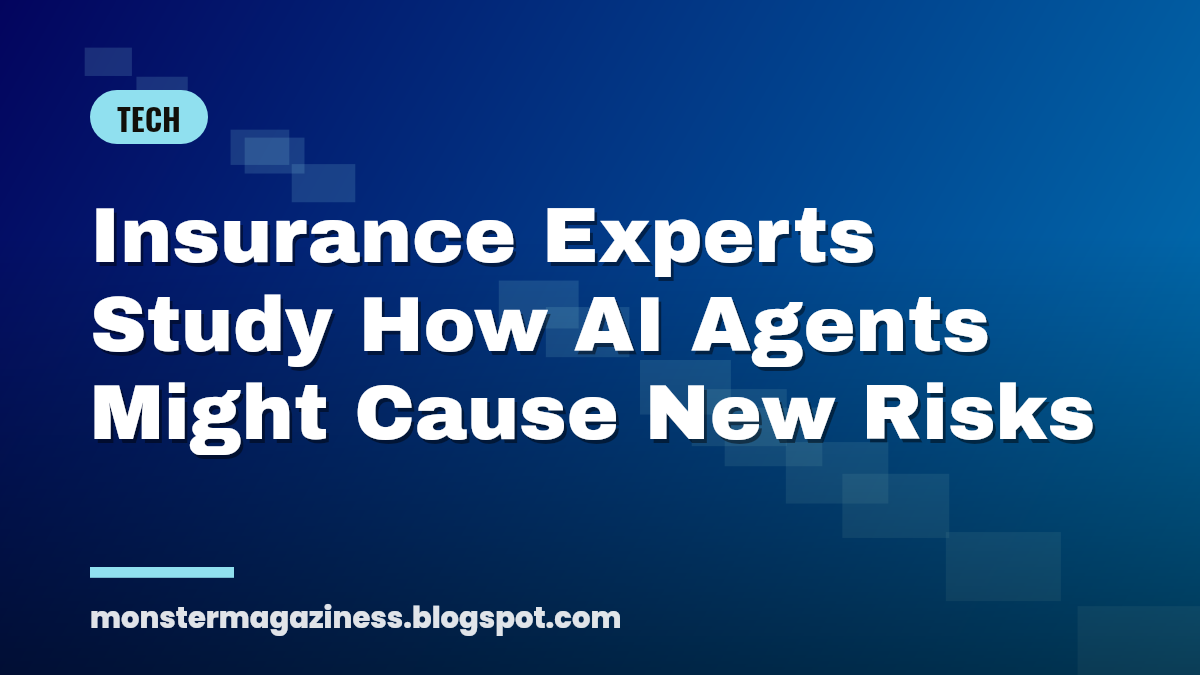 TECH
Insurance Experts
Study How AI Agents
Might Cause New Risks
monstermagaziness.blogspot.com